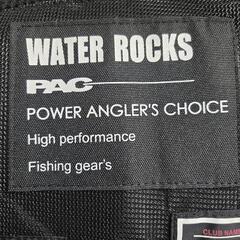 WATER ROCKS
PAC
POWER ANGLER'S CHOICE
High performance
Fishing gear's
CLUB NAME